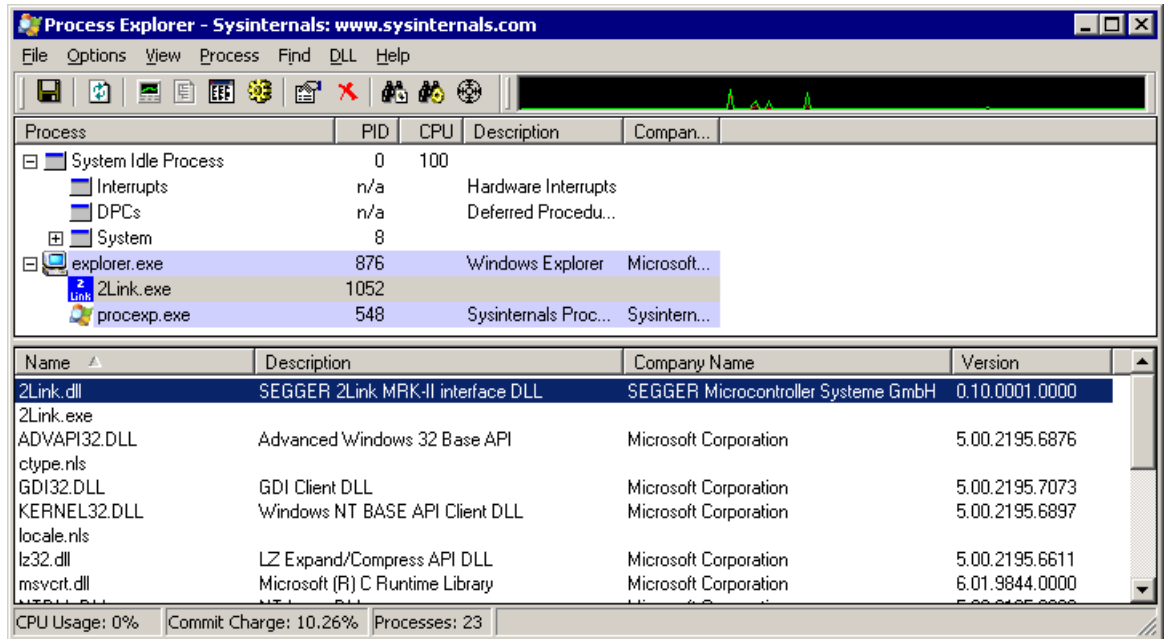 Process Explorer - Sysinternals: www.sysinternals.com
File Options View Process Find DLL Help
Process PID CPU Description Compan...
System Idle Process 0 100
Interrupts n/a Hardware Interrupts
DPCs n/a Deferred Procedu...
System 8
explorer.exe 876 Windows Explorer Microsoft...
2 Link 2Link.exe 1052
procexp.exe 548 Sysinternals Proc... Sysintern...
Name Description Company Name Version
2Link.dll SEGGER 2Link MRK-II interface DLL SEGGER Microcontroller Systeme GmbH 0.10.0001.0000
2Link.exe
ADVAPI32.DLL Advanced Windows 32 Base API Microsoft Corporation 5.00.2195.6876
ctype.nls
GDI32.DLL GDI Client DLL Microsoft Corporation 5.00.2195.7073
KERNEL32.DLL Windows NT BASE API Client DLL Microsoft Corporation 5.00.2195.6897
locale.nls
lz32.dll LZ Expand/Compress API DLL Microsoft Corporation 5.00.2195.6611
msvcrt.dll Microsoft (R) C Runtime Library Microsoft Corporation 6.01.9844.0000
CPU Usage: 0% Commit Charge: 10.26% Processes: 23